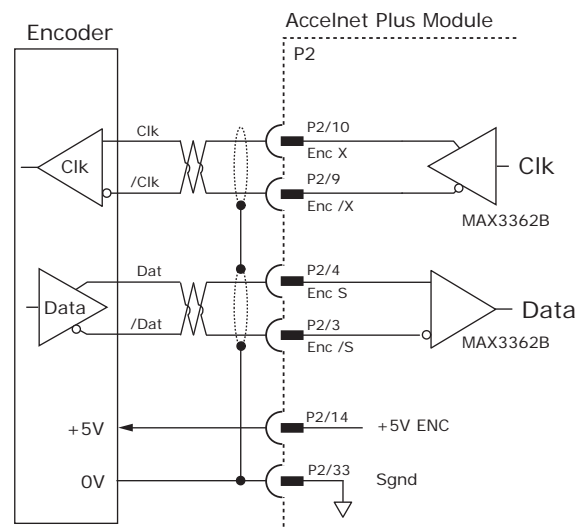 Accelnet Plus Module
Encoder
P2
Clk
P2/10
Enc X
Clk
Clk
/Clk
P2/9
Enc /X
MAX3362B
Dat
P2/4
Enc S
Data
Data
/Dat
P2/3
Enc /S
MAX3362B
+5V
P2/14
+5V ENC
0V
P2/33
Sgnd